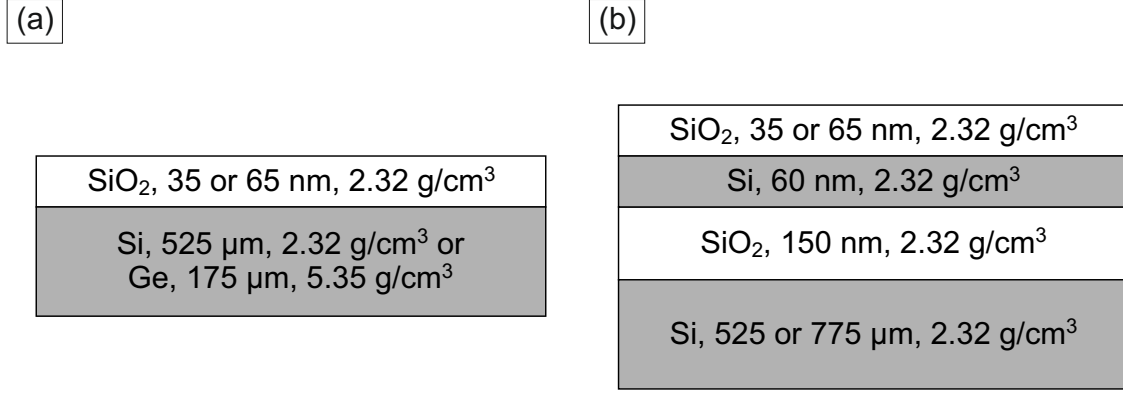 (a)
SiO₂, 35 or 65 nm, 2.32 g/cm³
Si, 525 µm, 2.32 g/cm³ or
Ge, 175 µm, 5.35 g/cm³
(b)
SiO₂, 35 or 65 nm, 2.32 g/cm³
Si, 60 nm, 2.32 g/cm³
SiO₂, 150 nm, 2.32 g/cm³
Si, 525 or 775 µm, 2.32 g/cm³